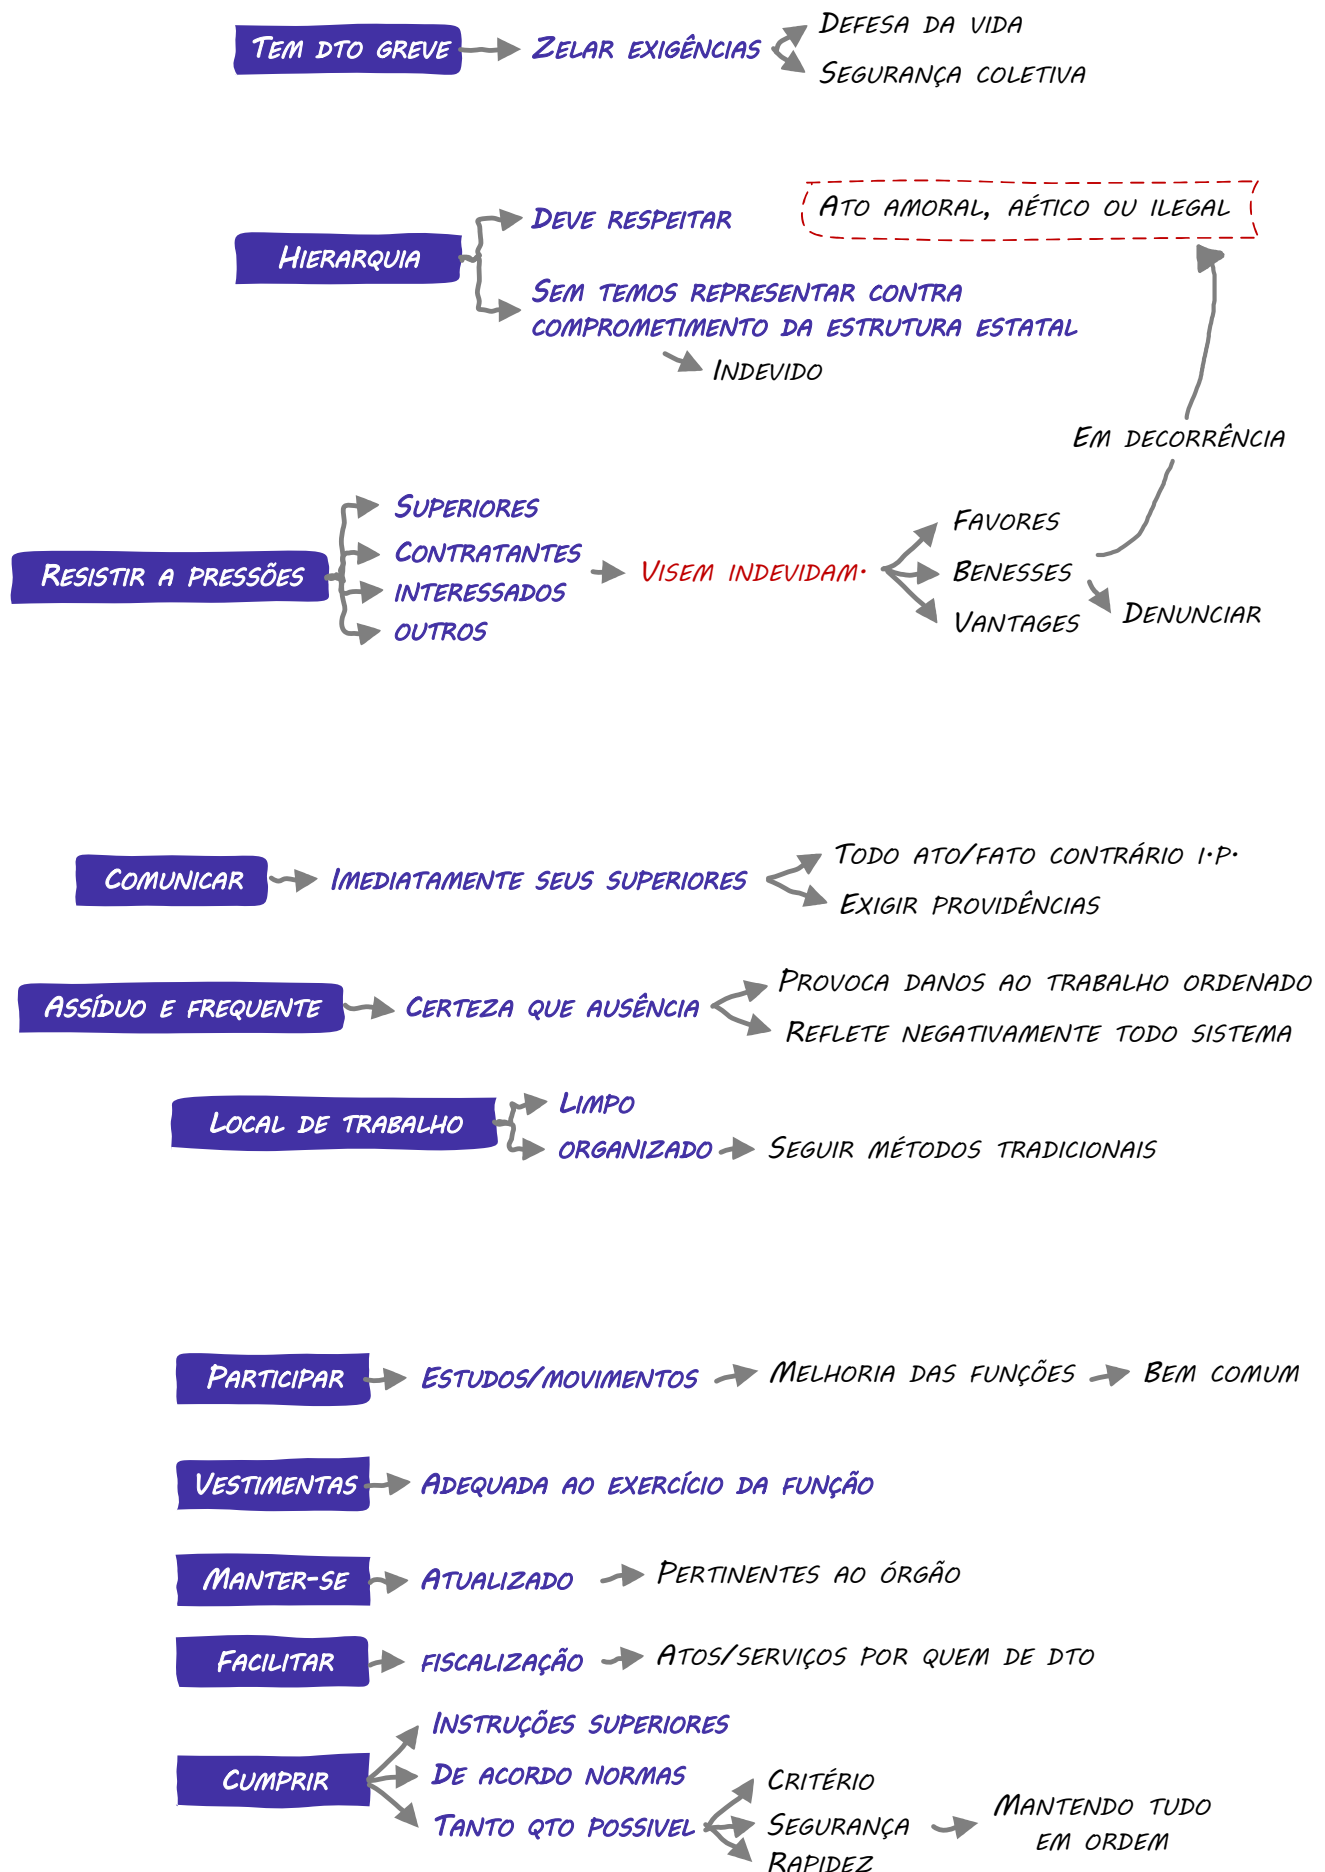 Tem dto greve
Zelar exigências
Defesa da vida
Segurança coletiva
Hierarquia
Deve respeitar
Sem temos representar contra
comprometimento da estrutura estatal
Indevido
Ato amoral, aético ou ilegal
Em decorrência
Resistir a pressões
Superiores
Contratantes
interessados
outros
Visem indevidam.
Favores
Benesses
Vantages
Denunciar
Comunicar
Imediatamente seus superiores
Todo ato/fato contrário i.p.
Exigir providências
Assíduo e frequente
Certeza que ausência
Provoca danos ao trabalho ordenado
Reflete negativamente todo sistema
Local de trabalho
Limpo
organizado
Seguir métodos tradicionais
Participar
Estudos/movimentos
Melhoria das funções
Bem comum
Vestimentas
Adequada ao exercício da função
Manter-se
Atualizado
Pertinentes ao órgão
Facilitar
fiscalização
Atos/serviços por quem de dto
Cumprir
Instruções superiores
De acordo normas
Tanto qto possivel
Critério
Segurança
Rapidez
Mantendo tudo
em ordem